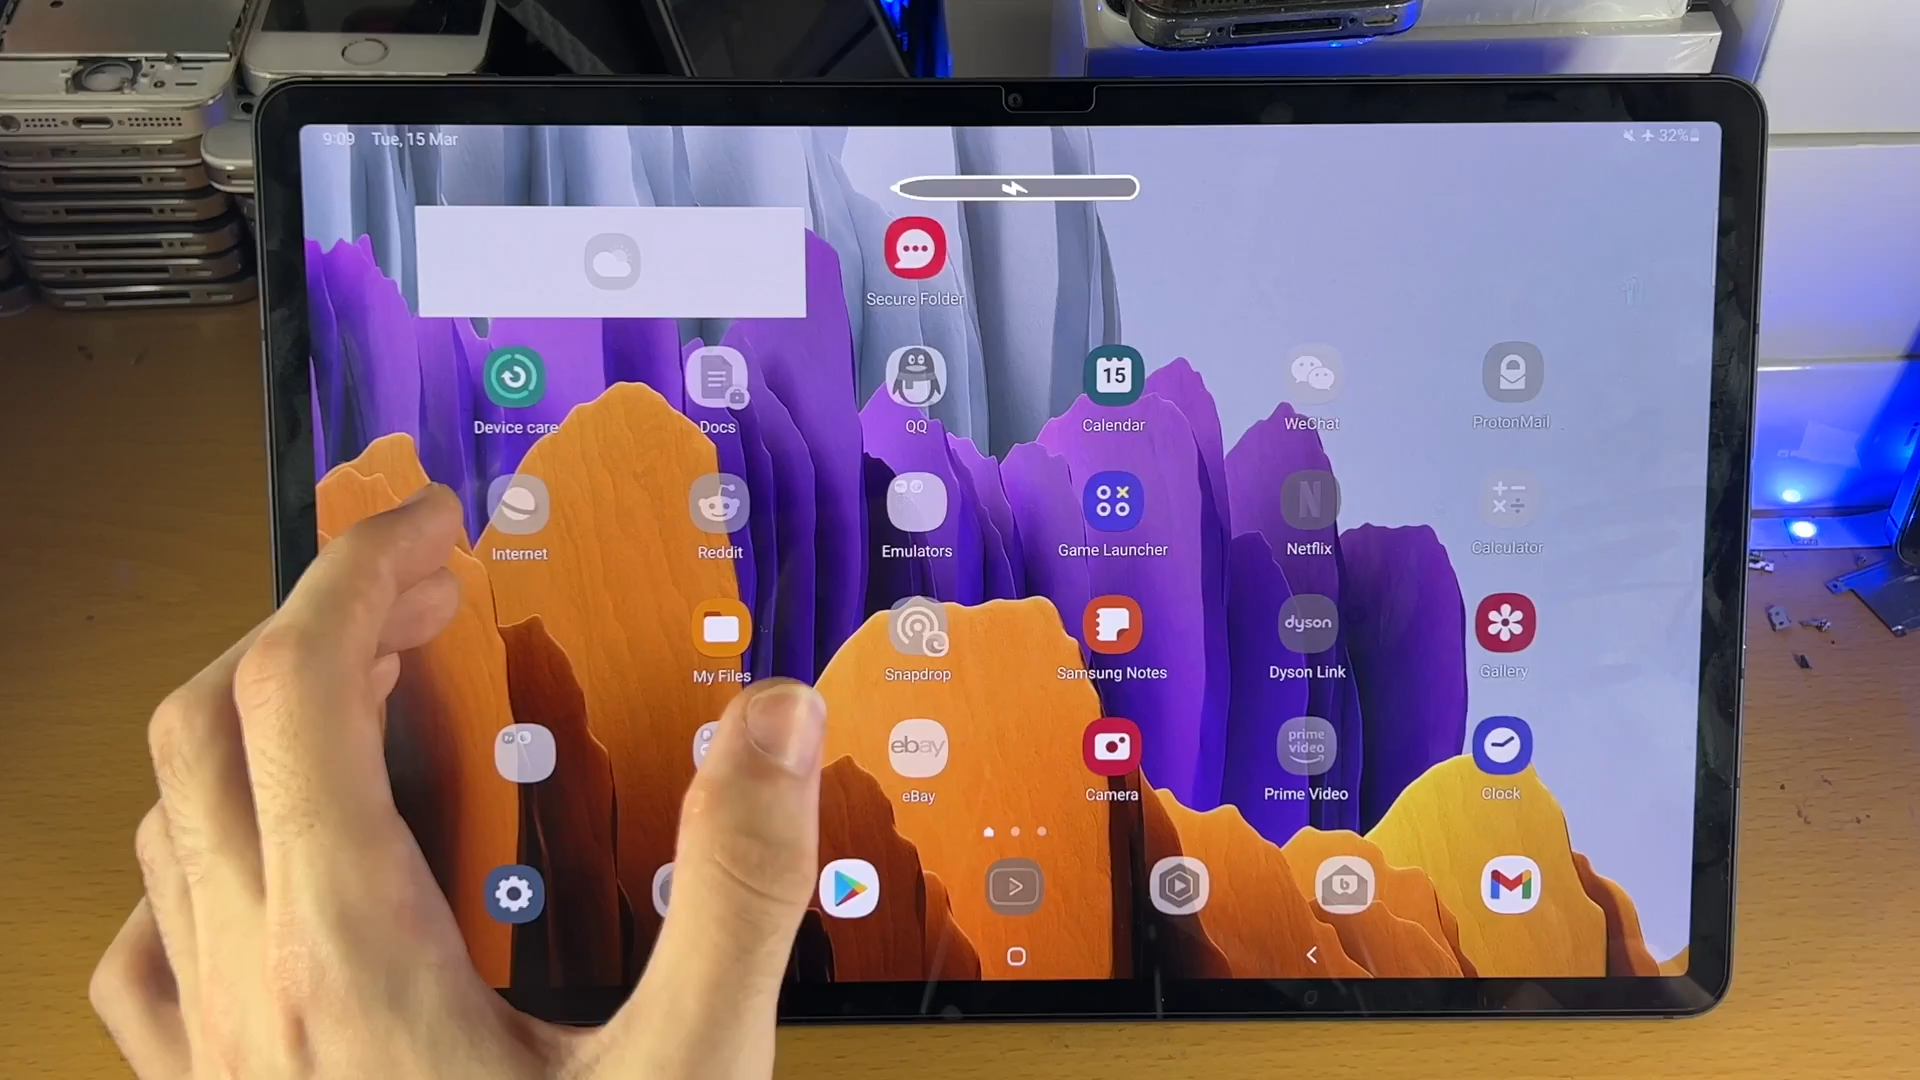 9:09 Tue, 15 Mar
32%
Secure Folder
15
Device care
Docs
QQ
Calendar
WeChat
ProtonMail
Internet
Reddit
Emulators
Game Launcher
Netflix
Calculator
dyson
My Files
Snapdrop
Samsung Notes
Dyson Link
Gallery
ebay
prime
video
eBay
Camera
Prime Video
Clock